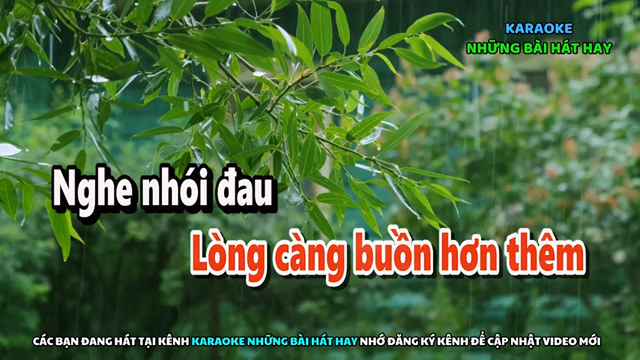 KARAOKE
NHỮNG BÀI HÁT HAY
Nghe nhói đau
Lòng càng buồn hơn thêm
CÁC BẠN ĐANG HÁT TẠI KÊNH KARAOKE NHỮNG BÀI HÁT HAY NHỚ ĐĂNG KÝ KÊNH ĐỂ CẬP NHẬT VIDEO MỚI